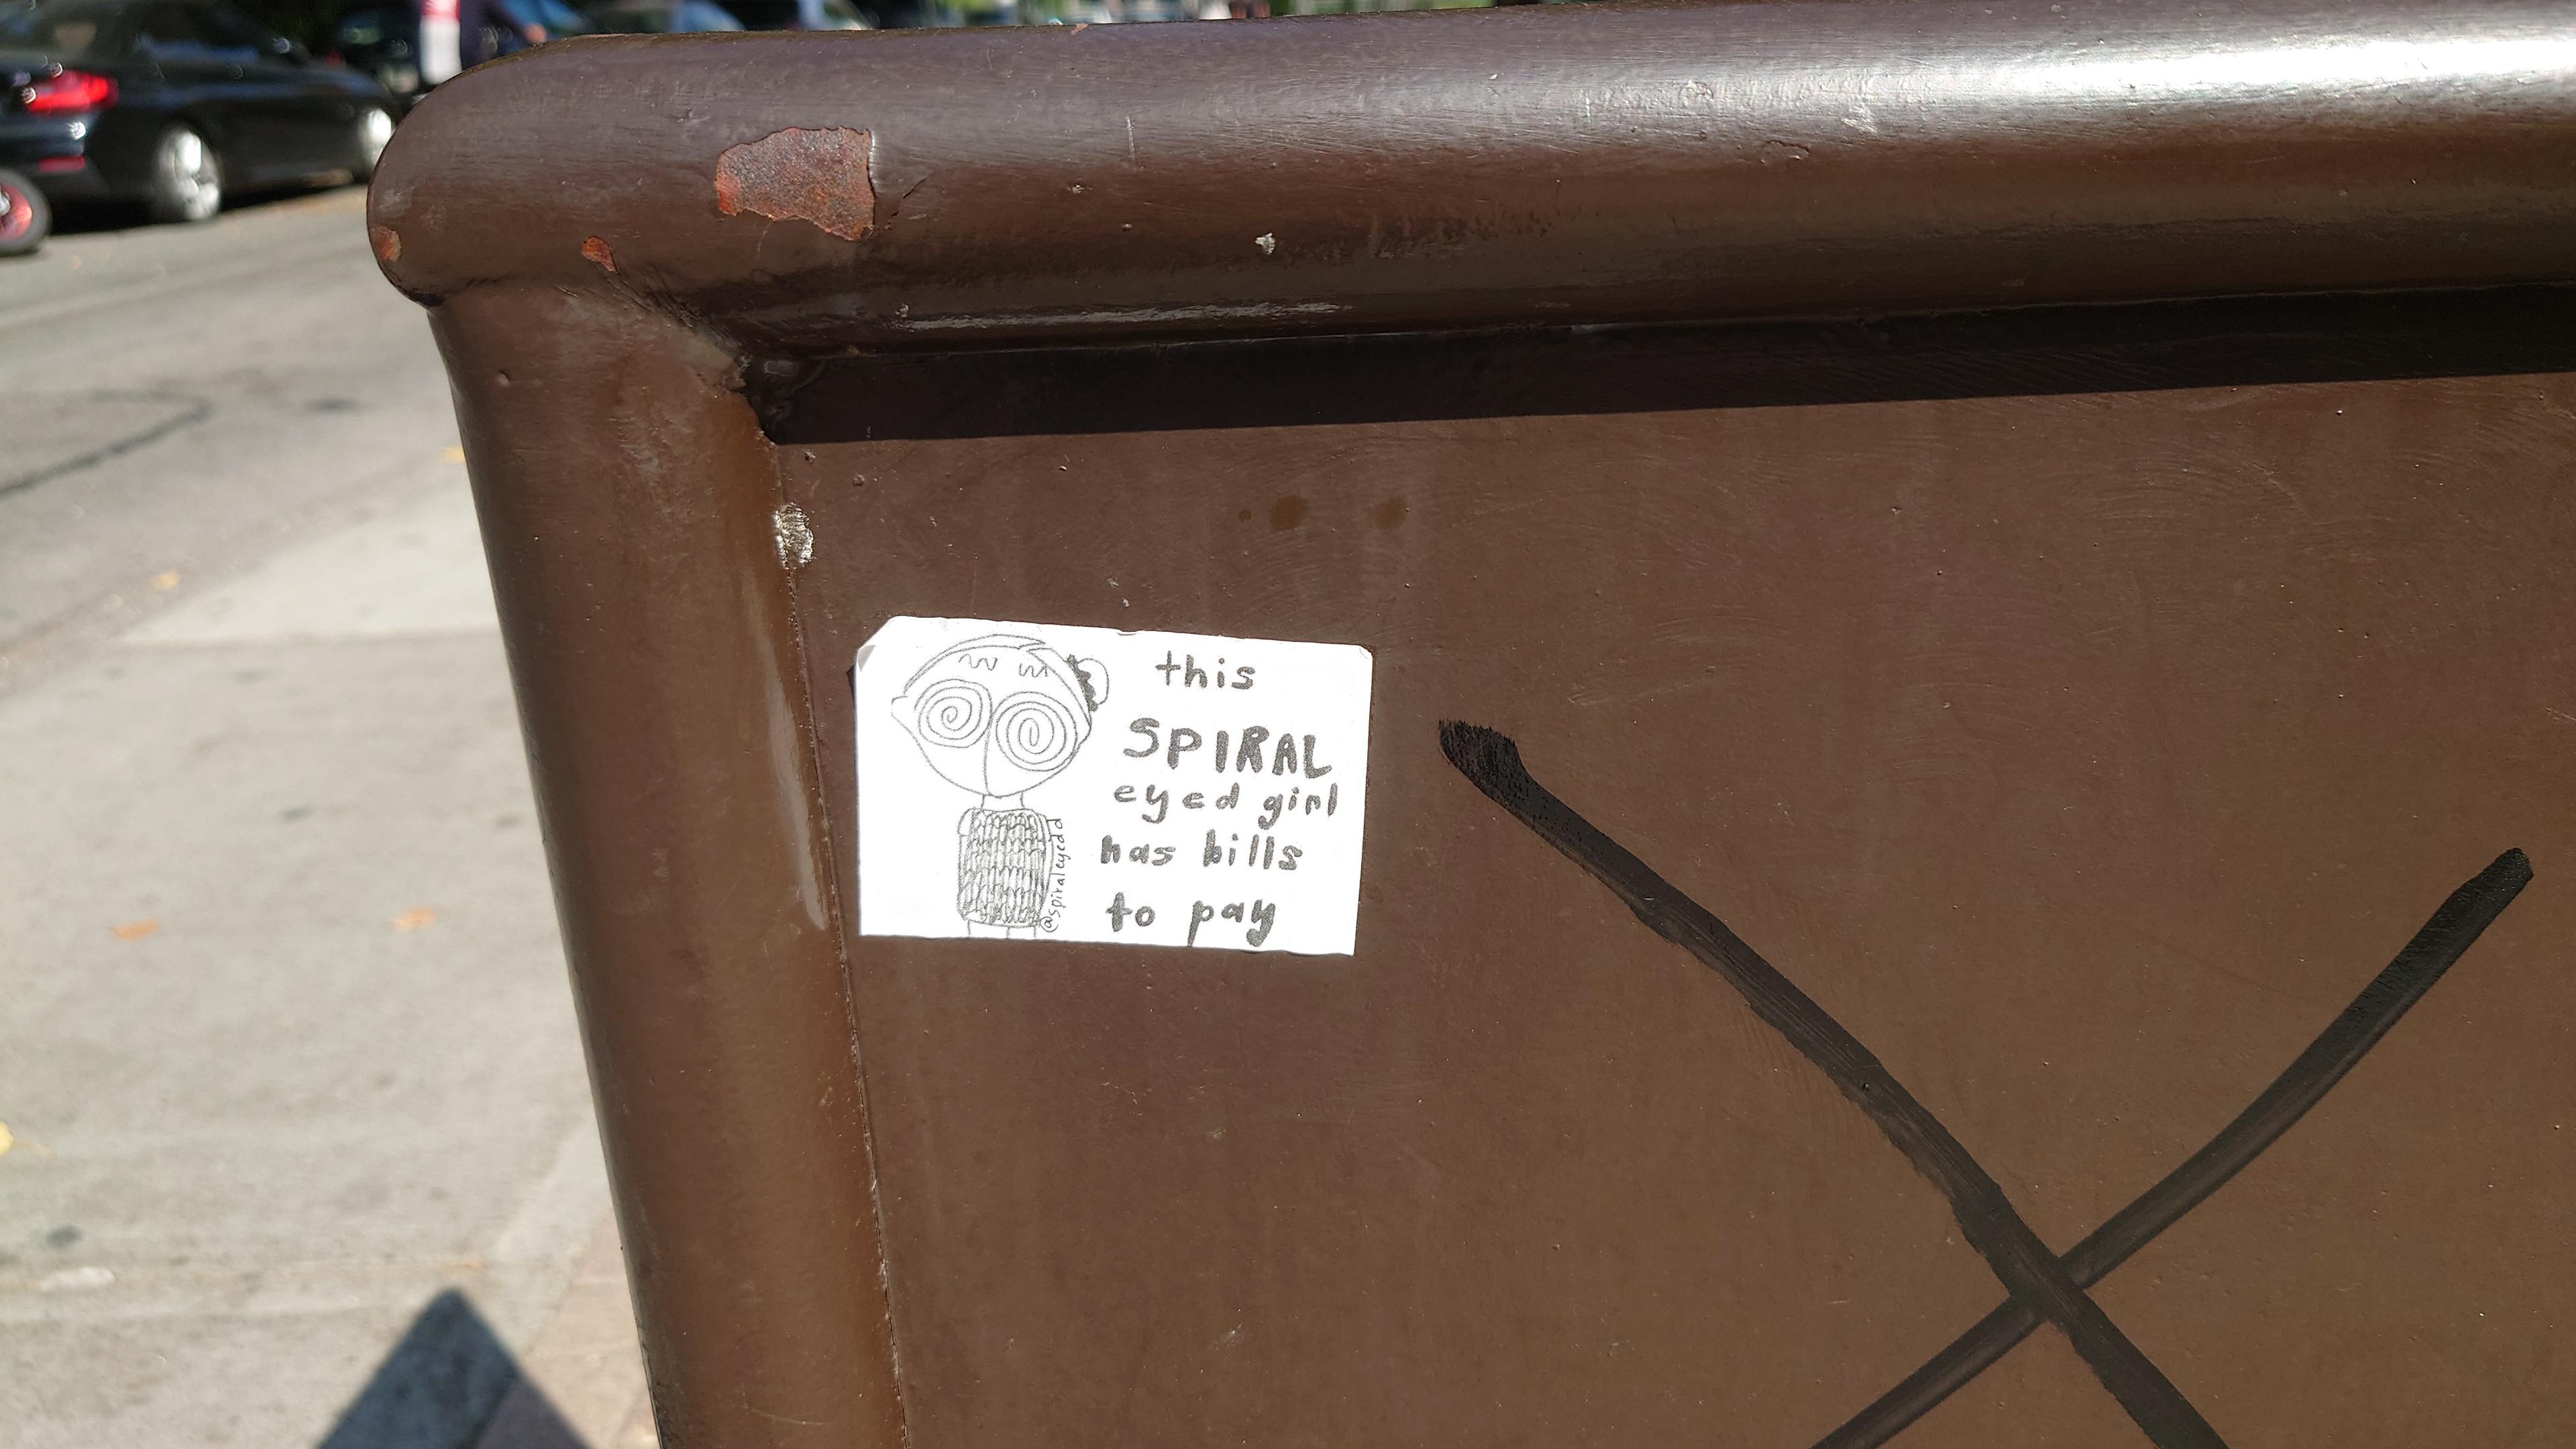 this
SPIRAL
eyed girl
has bills
to pay
@spiraleyedd